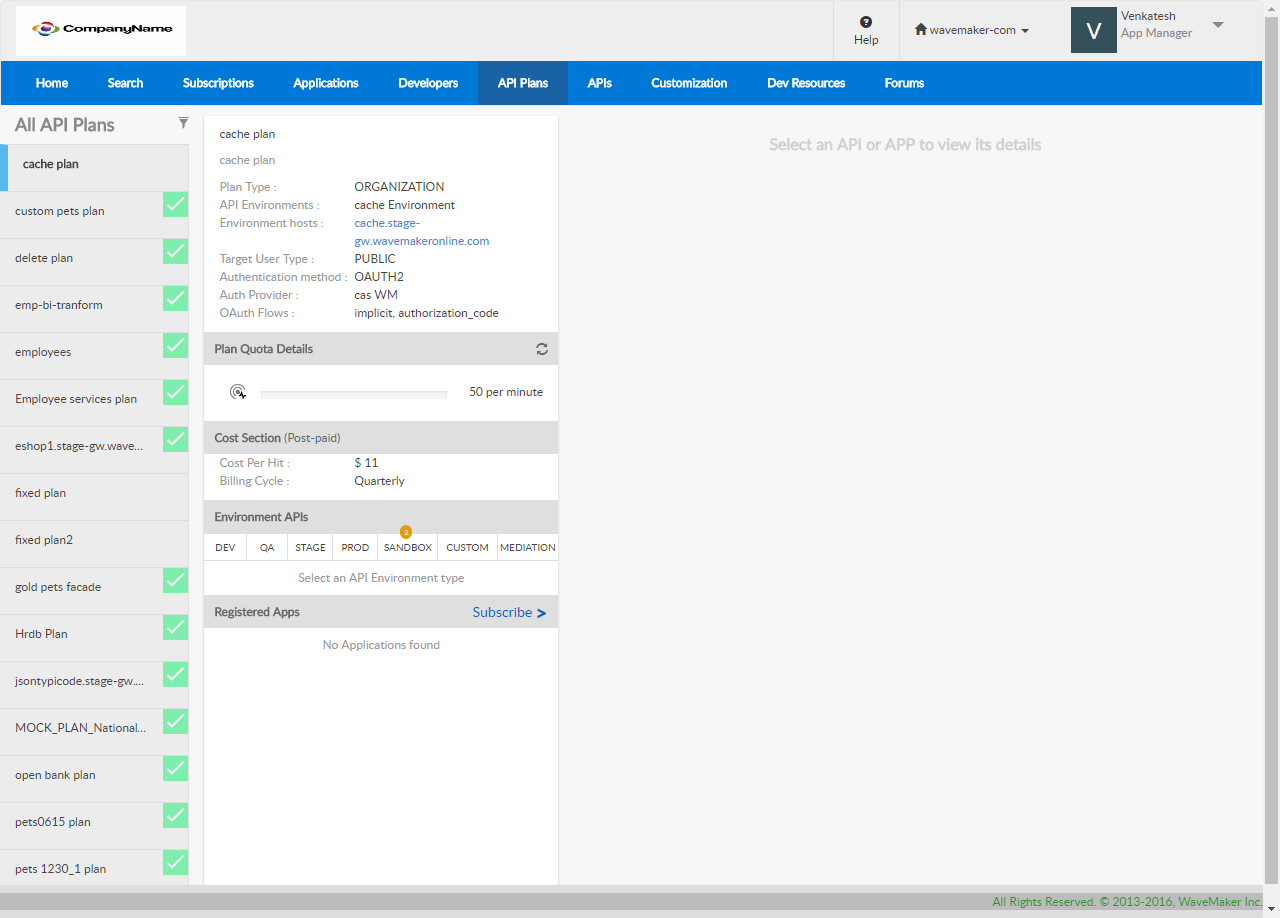 CompanyName
Help
wavemaker-com
V
Venkatesh
App Manager
Home Search Subscriptions Applications Developers API Plans APIs Customization Dev Resources Forums
All API Plans
cache plan
custom pets plan
delete plan
emp-bi-tranform
employees
Employee services plan
eshop1.stage-gw.wave...
fixed plan
fixed plan2
gold pets facade
Hrdb Plan
jsontypicode.stage-gw....
MOCK_PLAN_National...
open bank plan
pets0615 plan
pets 1230_1 plan
cache plan
cache plan
Plan Type : ORGANIZATION
API Environments : cache Environment
Environment hosts : cache.stage-
gw.wavemakeronline.com
Target User Type : PUBLIC
Authentication method : OAUTH2
Auth Provider : cas WM
OAuth Flows : implicit, authorization_code
Plan Quota Details
50 per minute
Cost Section (Post-paid)
Cost Per Hit : $ 11
Billing Cycle : Quarterly
Environment APIs
2
DEV QA STAGE PROD SANDBOX CUSTOM MEDIATION
Select an API Environment type
Registered Apps Subscribe >
No Applications found
Select an API or APP to view its details
All Rights Reserved. © 2013-2016, WaveMaker Inc.